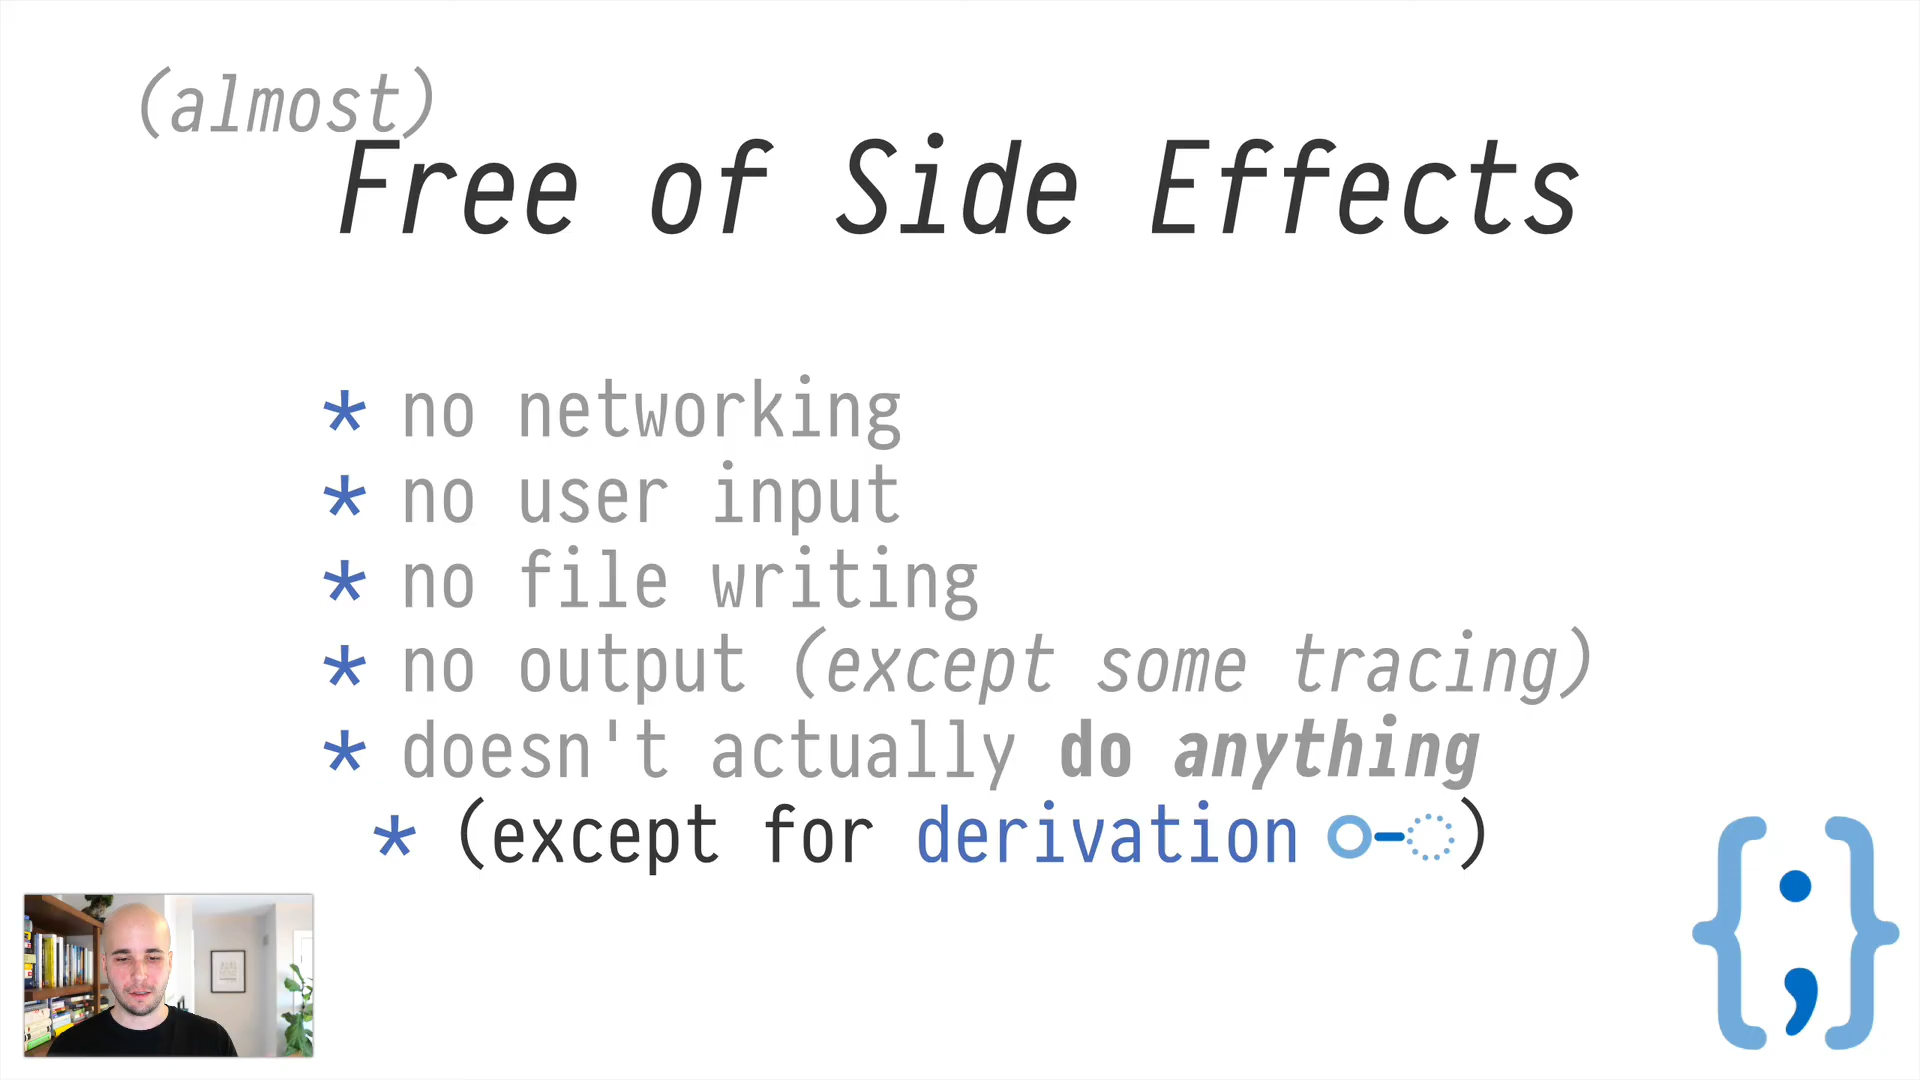 (almost)
Free of Side Effects
* no networking
* no user input
* no file writing
* no output (except some tracing)
* doesn't actually do anything
* (except for derivation )
{;}